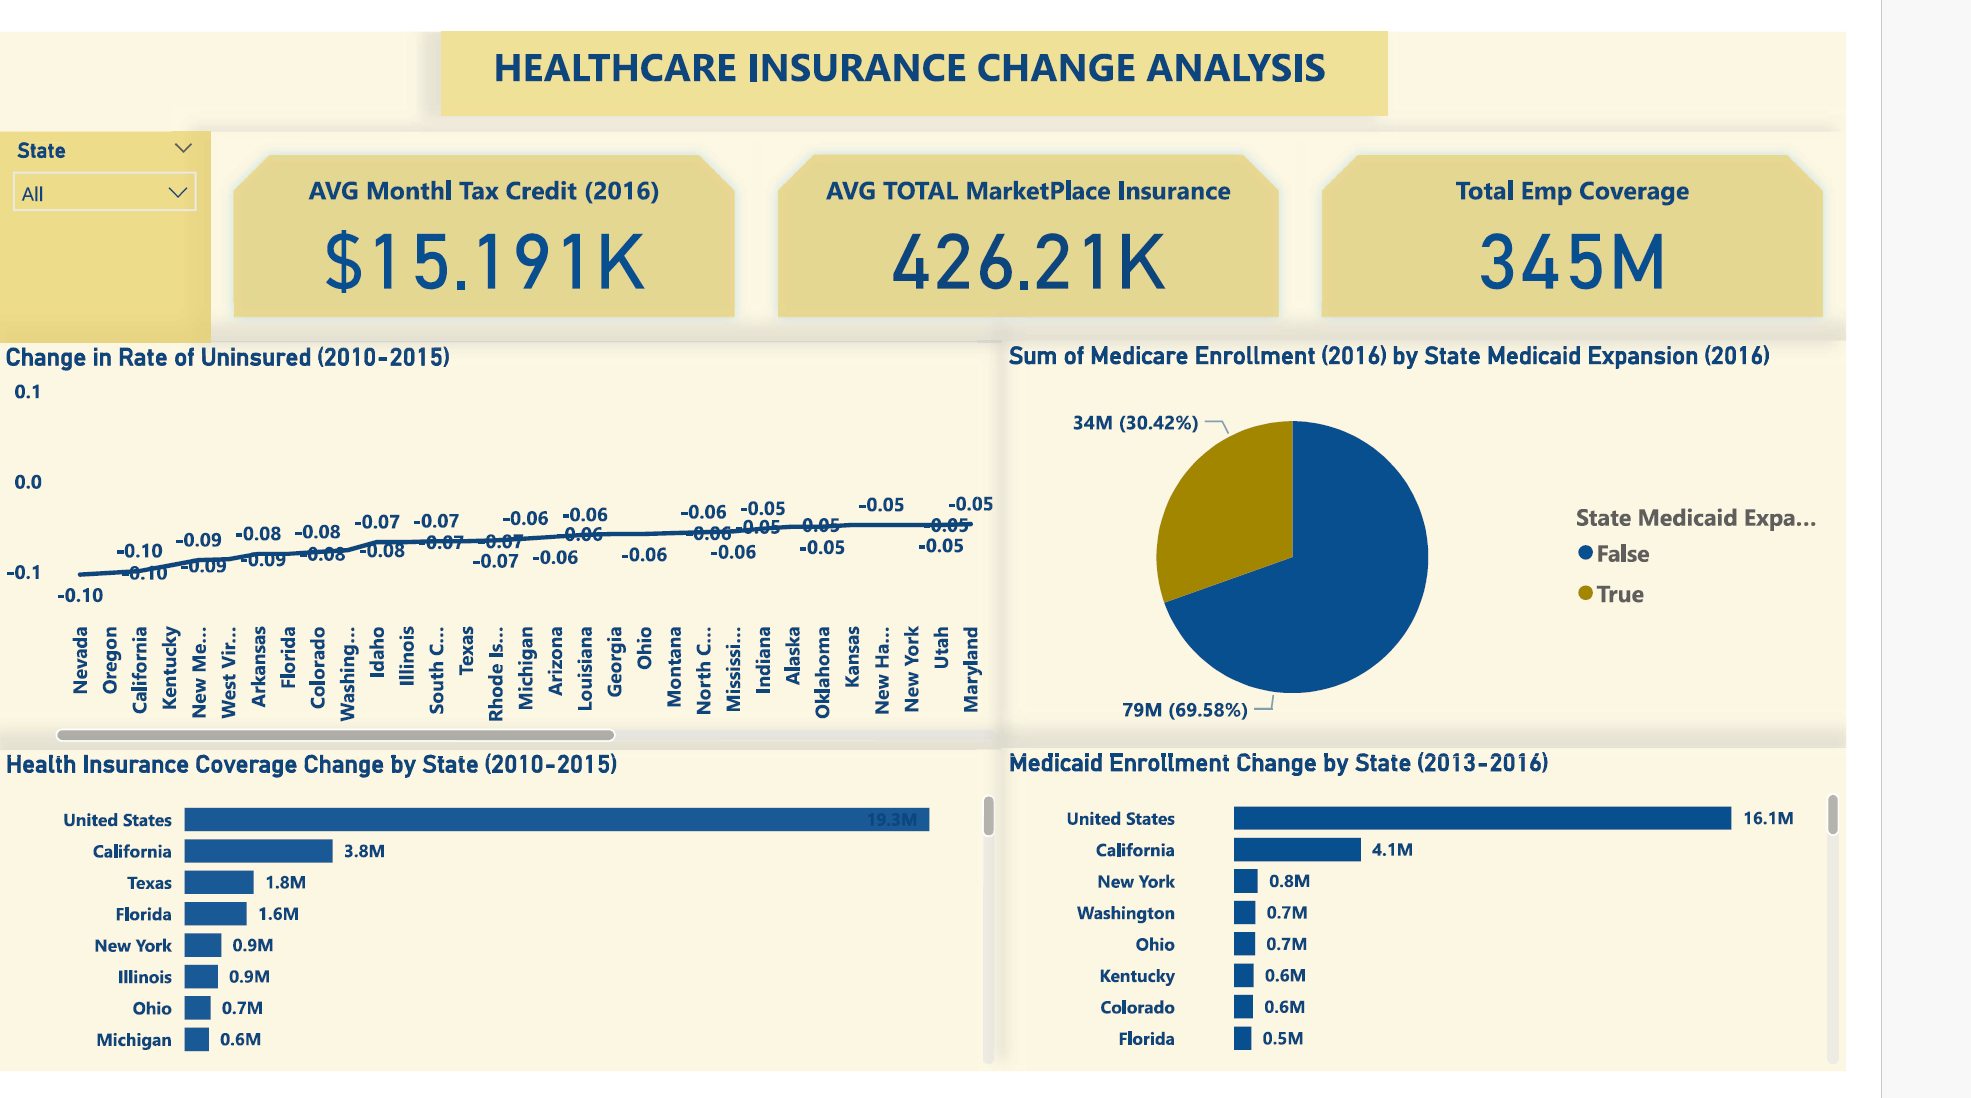 HEALTHCARE INSURANCE CHANGE ANALYSIS
State
All
AVG Monthl Tax Credit (2016)
$15.191K
AVG TOTAL MarketPlace Insurance
426.21K
Total Emp Coverage
345M
Change in Rate of Uninsured (2010-2015)
0.1
0.0
-0.1
-0.10
-0.10
-0.10
-0.09
-0.09
-0.08
-0.09
-0.08
-0.08
-0.07
-0.08
-0.07
-0.07
-0.07
-0.07
-0.06
-0.06
-0.06
-0.06
-0.06
-0.06
-0.06
-0.06
-0.05
-0.05
-0.05
-0.05
-0.05
-0.05
-0.05
-0.05
Nevada
Oregon
California
Kentucky
New Me...
West Vir...
Arkansas
Florida
Colorado
Washing...
Idaho
Illinois
South C...
Texas
Rhode Is...
Michigan
Arizona
Louisiana
Georgia
Ohio
Montana
North C...
Mississi...
Indiana
Alaska
Oklahoma
Kansas
New Ha...
New York
Utah
Maryland
Sum of Medicare Enrollment (2016) by State Medicaid Expansion (2016)
34M (30.42%)
79M (69.58%)
State Medicaid Expa...
False
True
Health Insurance Coverage Change by State (2010-2015)
United States 19.3M
California 3.8M
Texas 1.8M
Florida 1.6M
New York 0.9M
Illinois 0.9M
Ohio 0.7M
Michigan 0.6M
Medicaid Enrollment Change by State (2013-2016)
United States 16.1M
California 4.1M
New York 0.8M
Washington 0.7M
Ohio 0.7M
Kentucky 0.6M
Colorado 0.6M
Florida 0.5M